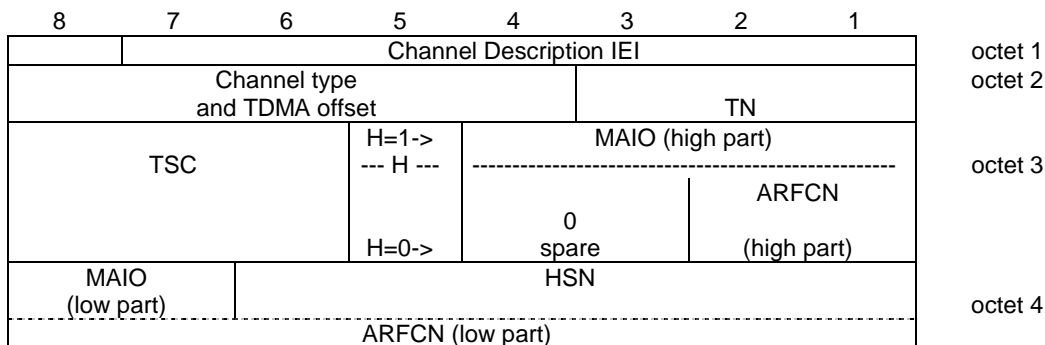 8 7 6 5 4 3 2 1
Channel Description IEI octet 1
Channel type octet 2
and TDMA offset TN
H=1-> MAIO (high part)
TSC --- H --- ----------------------------------------------------- octet 3
ARFCN
0
H=0-> spare (high part)
MAIO HSN
(low part) octet 4
ARFCN (low part)